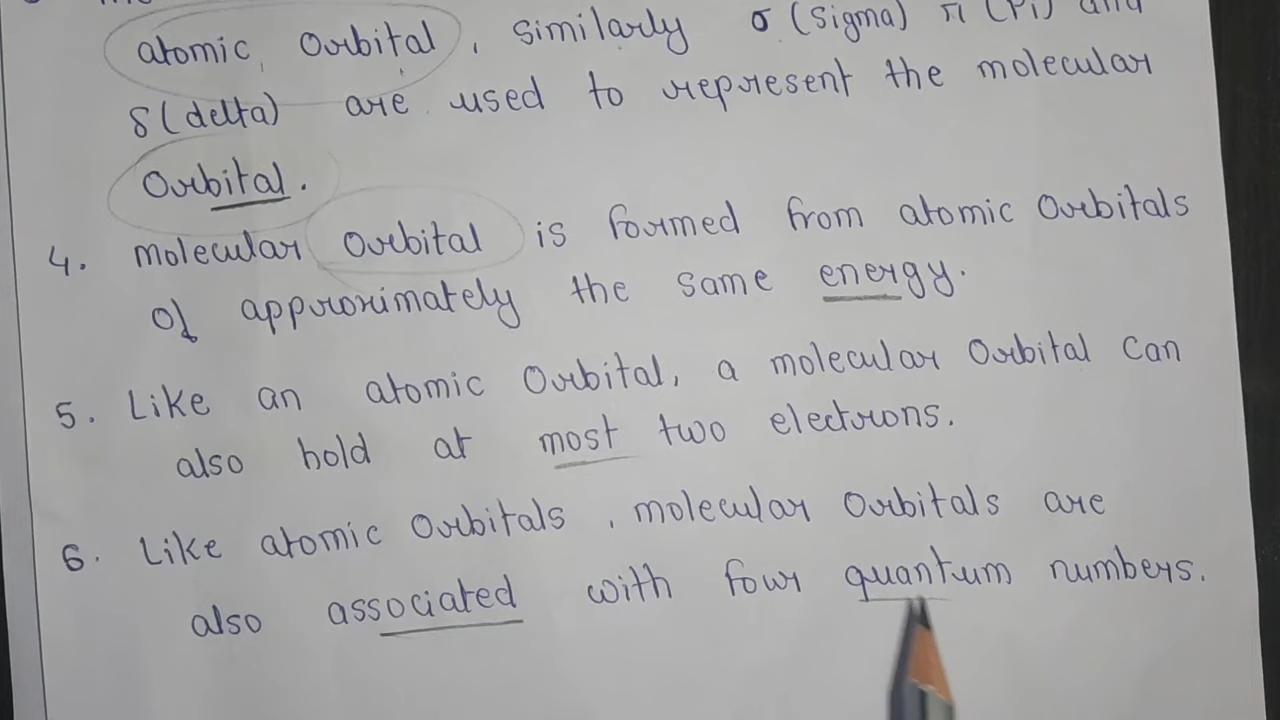 atomic Orbital, similarly σ (Sigma) π (Pi) and
δ (delta) are used to represent the molecular
Orbital.
4. molecular Orbital is formed from atomic Orbitals
of approximately the same energy.
5. Like an atomic Orbital, a molecular Orbital can
also hold at most two electrons.
6. Like atomic Orbitals, molecular Orbitals are
also associated with four quantum numbers.